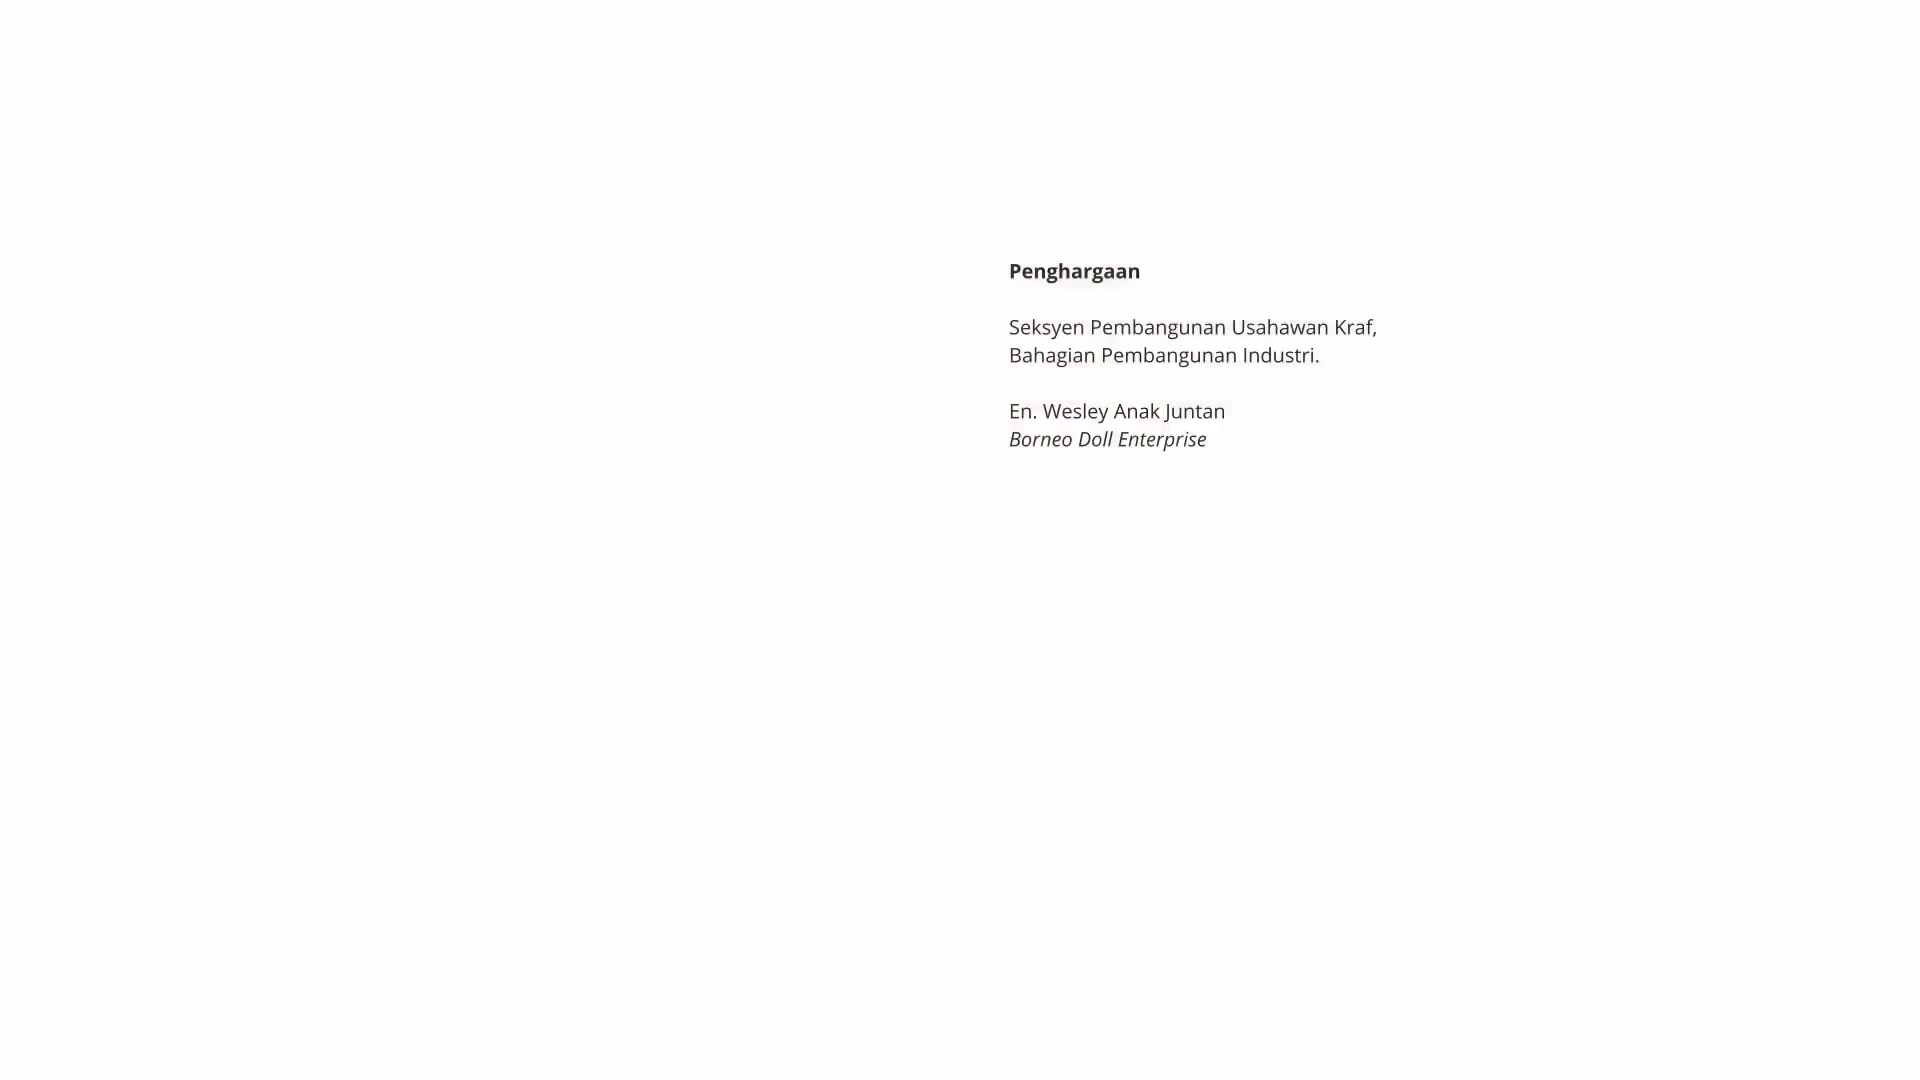 Penghargaan
Seksyen Pembangunan Usahawan Kraf,
Bahagian Pembangunan Industri.
En. Wesley Anak Juntan
Borneo Doll Enterprise